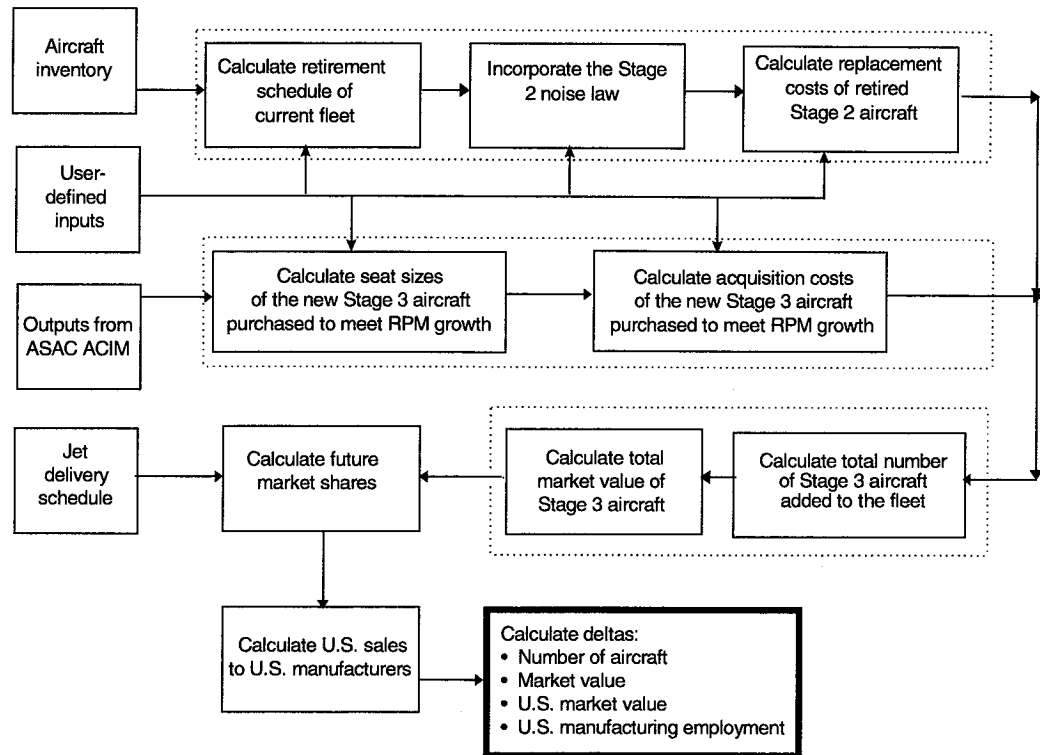 Aircraft
inventory
Calculate retirement
schedule of
current fleet
Incorporate the Stage
2 noise law
Calculate replacement
costs of retired
Stage 2 aircraft
User-
defined
inputs
Calculate seat sizes
of the new Stage 3 aircraft
purchased to meet RPM growth
Calculate acquisition costs
of the new Stage 3 aircraft
purchased to meet RPM growth
Outputs from
ASAC ACIM
Jet
delivery
schedule
Calculate future
market shares
Calculate total
market value of
Stage 3 aircraft
Calculate total number
of Stage 3 aircraft
added to the fleet
Calculate U.S. sales
to U.S. manufacturers
Calculate deltas:
• Number of aircraft
• Market value
• U.S. market value
• U.S. manufacturing employment